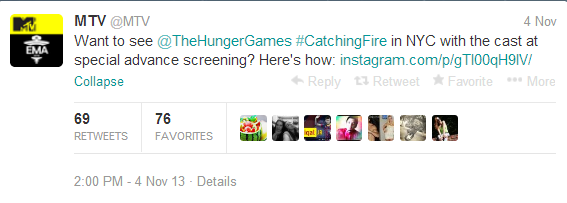 MTV @MTV 4 Nov
Want to see @TheHungerGames #CatchingFire in NYC with the cast at
special advance screening? Here's how: instagram.com/p/gTl00qH9lV/
Collapse Reply Retweet Favorite More
69 76
RETWEETS FAVORITES
2:00 PM - 4 Nov 13 · Details
MTV
EMA